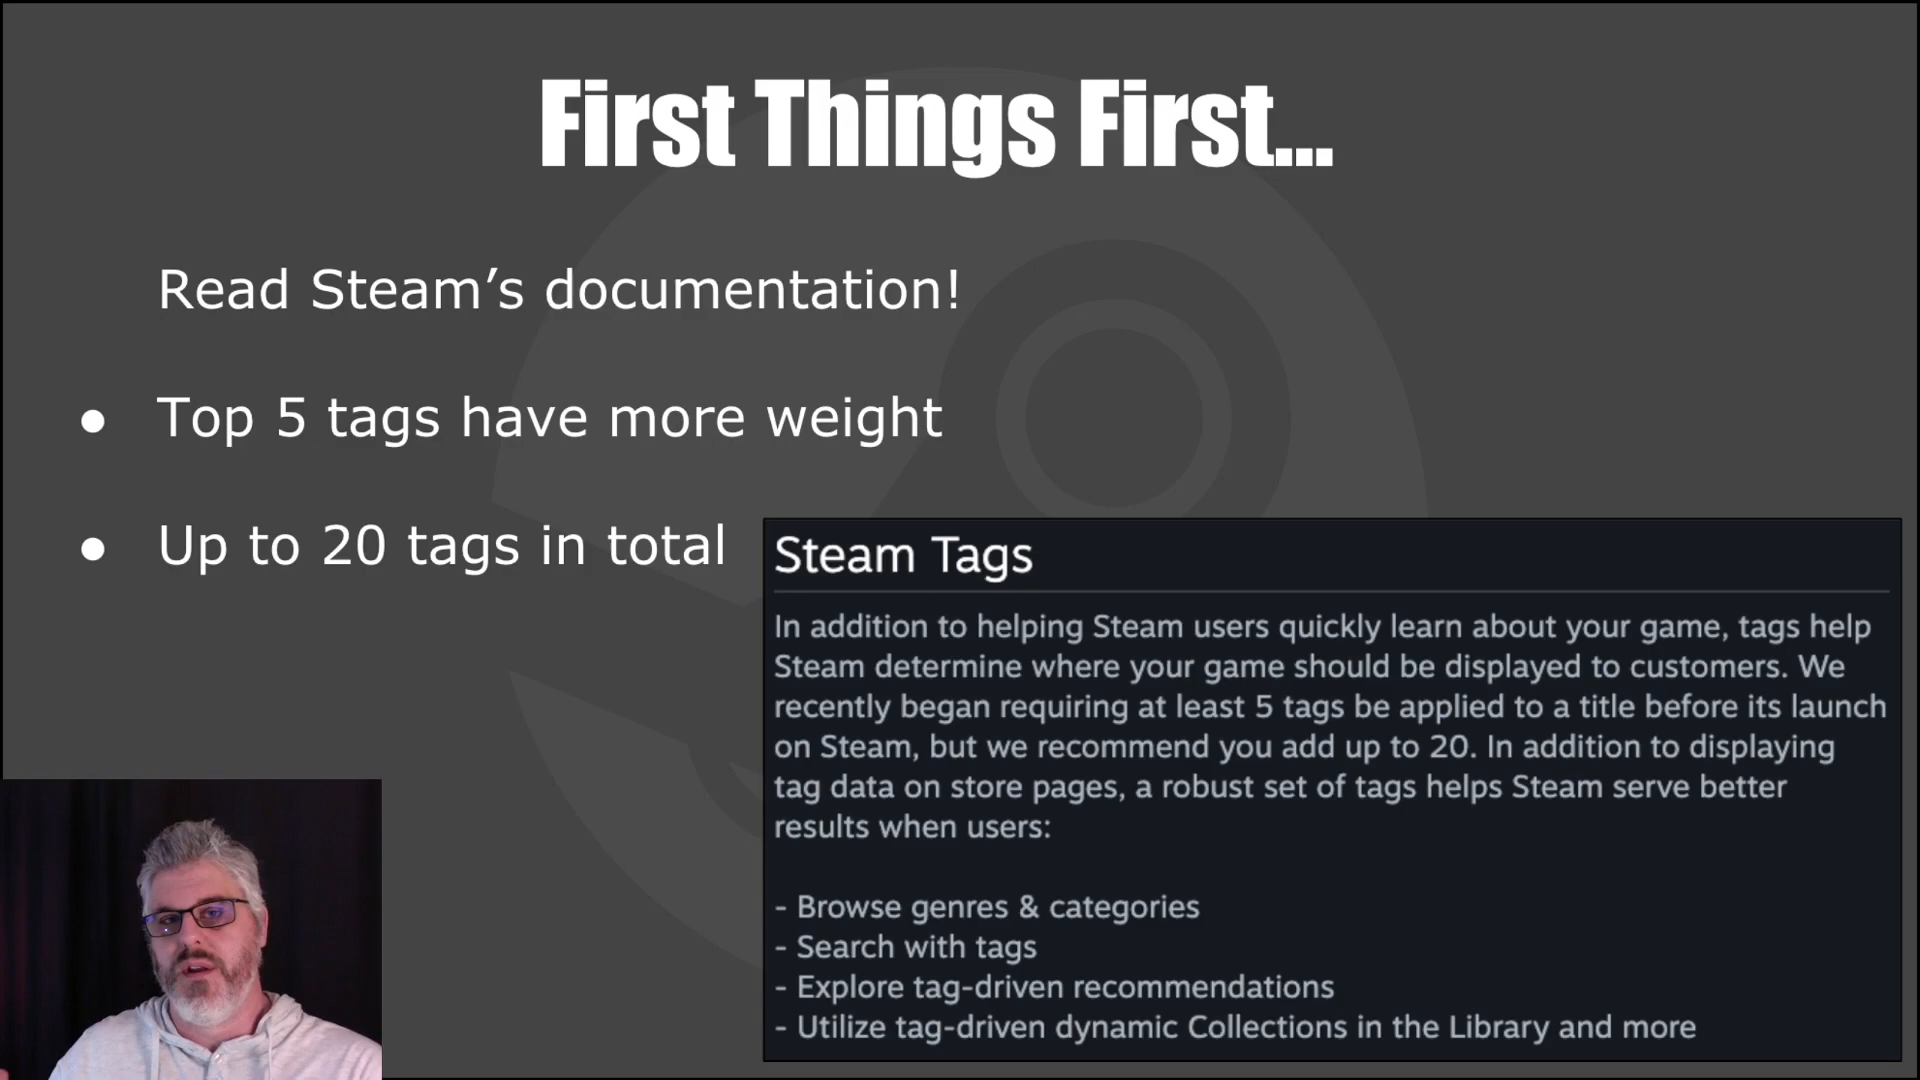 First Things First...
Read Steam’s documentation!
● Top 5 tags have more weight
● Up to 20 tags in total
Steam Tags
In addition to helping Steam users quickly learn about your game, tags help
Steam determine where your game should be displayed to customers. We
recently began requiring at least 5 tags be applied to a title before its launch
on Steam, but we recommend you add up to 20. In addition to displaying
tag data on store pages, a robust set of tags helps Steam serve better
results when users:
- Browse genres & categories
- Search with tags
- Explore tag-driven recommendations
- Utilize tag-driven dynamic Collections in the Library and more